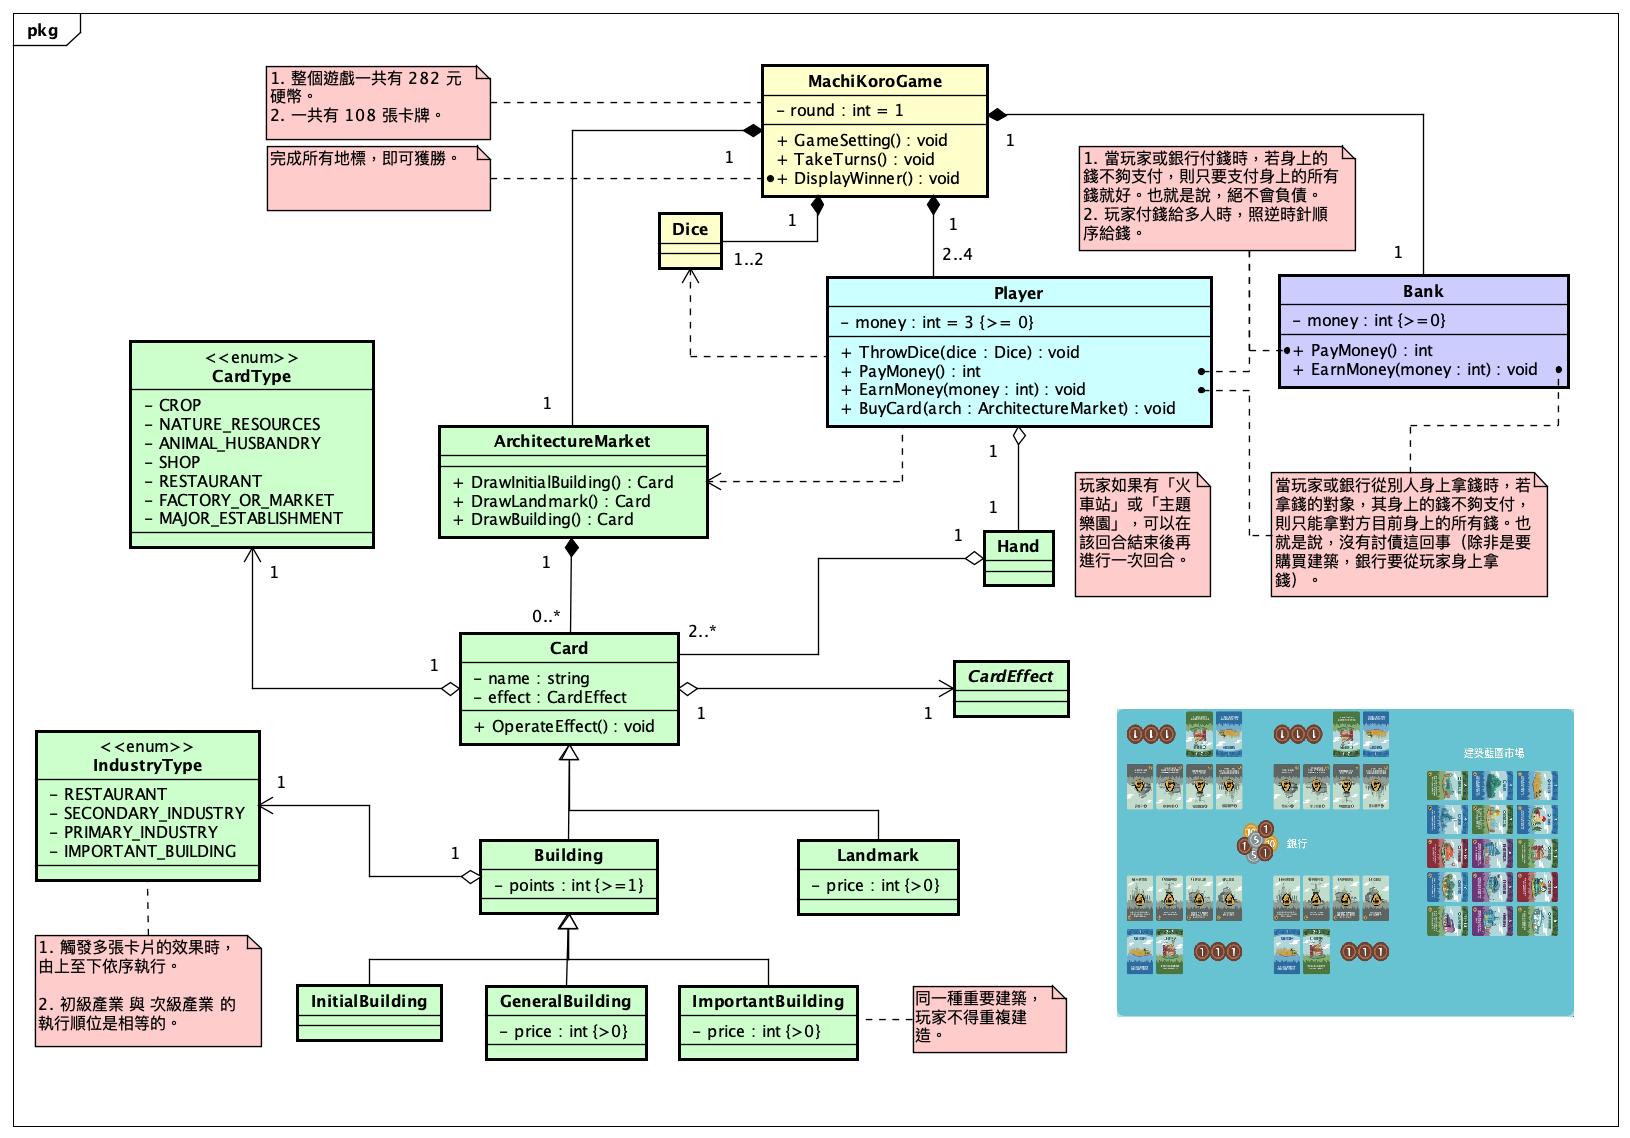 pkg
1. 整個遊戲一共有 282 元
硬幣。
2. 一共有 108 張卡牌。
完成所有地標，即可獲勝。
MachiKoroGame
- round : int = 1
+ GameSetting() : void
+ TakeTurns() : void
+ DisplayWinner() : void
1
1
1
1
1..2
2..4
1
1
Dice
1. 當玩家或銀行付錢時，若身上的
錢不夠支付，則只要支付身上的所有
錢就好。也就是說，絕不會負債。
2. 玩家付錢給多人時，照逆時針順
序給錢。
Player
- money : int = 3 {>= 0}
+ ThrowDice(dice : Dice) : void
+ PayMoney() : int
+ EarnMoney(money : int) : void
+ BuyCard(arch : ArchitectureMarket) : void
Bank
- money : int {>=0}
+ PayMoney() : int
+ EarnMoney(money : int) : void
<<enum>>
CardType
- CROP
- NATURE_RESOURCES
- ANIMAL_HUSBANDRY
- SHOP
- RESTAURANT
- FACTORY_OR_MARKET
- MAJOR_ESTABLISHMENT
ArchitectureMarket
+ DrawInitialBuilding() : Card
+ DrawLandmark() : Card
+ DrawBuilding() : Card
1
1
1
Hand
玩家如果有「火
車站」或「主題
樂園」，可以在
該回合結束後再
進行一次回合。
當玩家或銀行從別人身上拿錢時，若
拿錢的對象，其身上的錢不夠支付，
則只能拿對方目前身上的所有錢。也
就是說，沒有討債這回事（除非是要
購買建築，銀行要從玩家身上拿
錢）。
1
1
0..*
2..*
Card
- name : string
- effect : CardEffect
+ OperateEffect() : void
1
1
1
CardEffect
<<enum>>
IndustryType
- RESTAURANT
- SECONDARY_INDUSTRY
- PRIMARY_INDUSTRY
- IMPORTANT_BUILDING
1
1
Building
- points : int {>=1}
Landmark
- price : int {>0}
1. 觸發多張卡片的效果時，
由上至下依序執行。
2. 初級產業 與 次級產業 的
執行順位是相等的。
InitialBuilding
GeneralBuilding
- price : int {>0}
ImportantBuilding
- price : int {>0}
同一種重要建築，
玩家不得重複建
造。
建築藍區市場
銀行